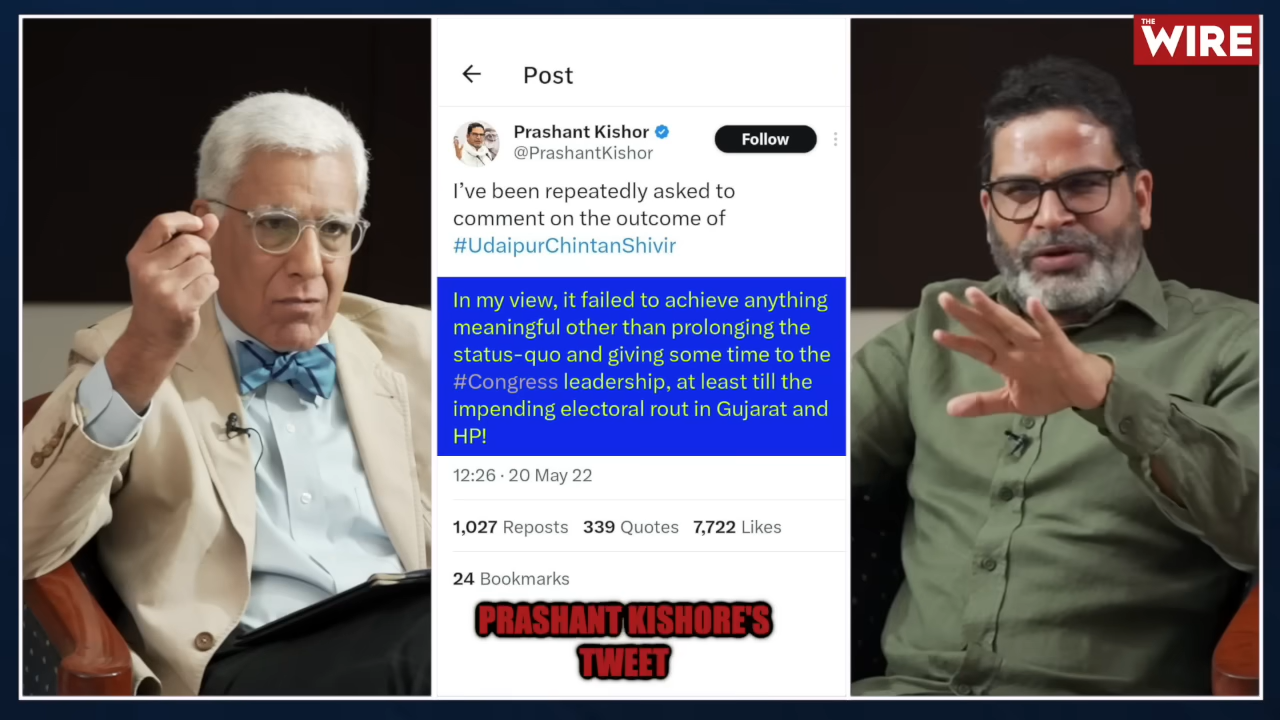 THE
WIRE
Post
Prashant Kishor
Follow
@PrashantKishor
I've been repeatedly asked to
comment on the outcome of
#UdaipurChintanShivir
In my view, it failed to achieve anything
meaningful other than prolonging the
status-quo and giving some time to the
#Congress leadership, at least till the
impending electoral rout in Gujarat and
HP!
12:26 · 20 May 22
1,027 Reposts 339 Quotes 7,722 Likes
24 Bookmarks
PRASHANT KISHORE'S
TWEET